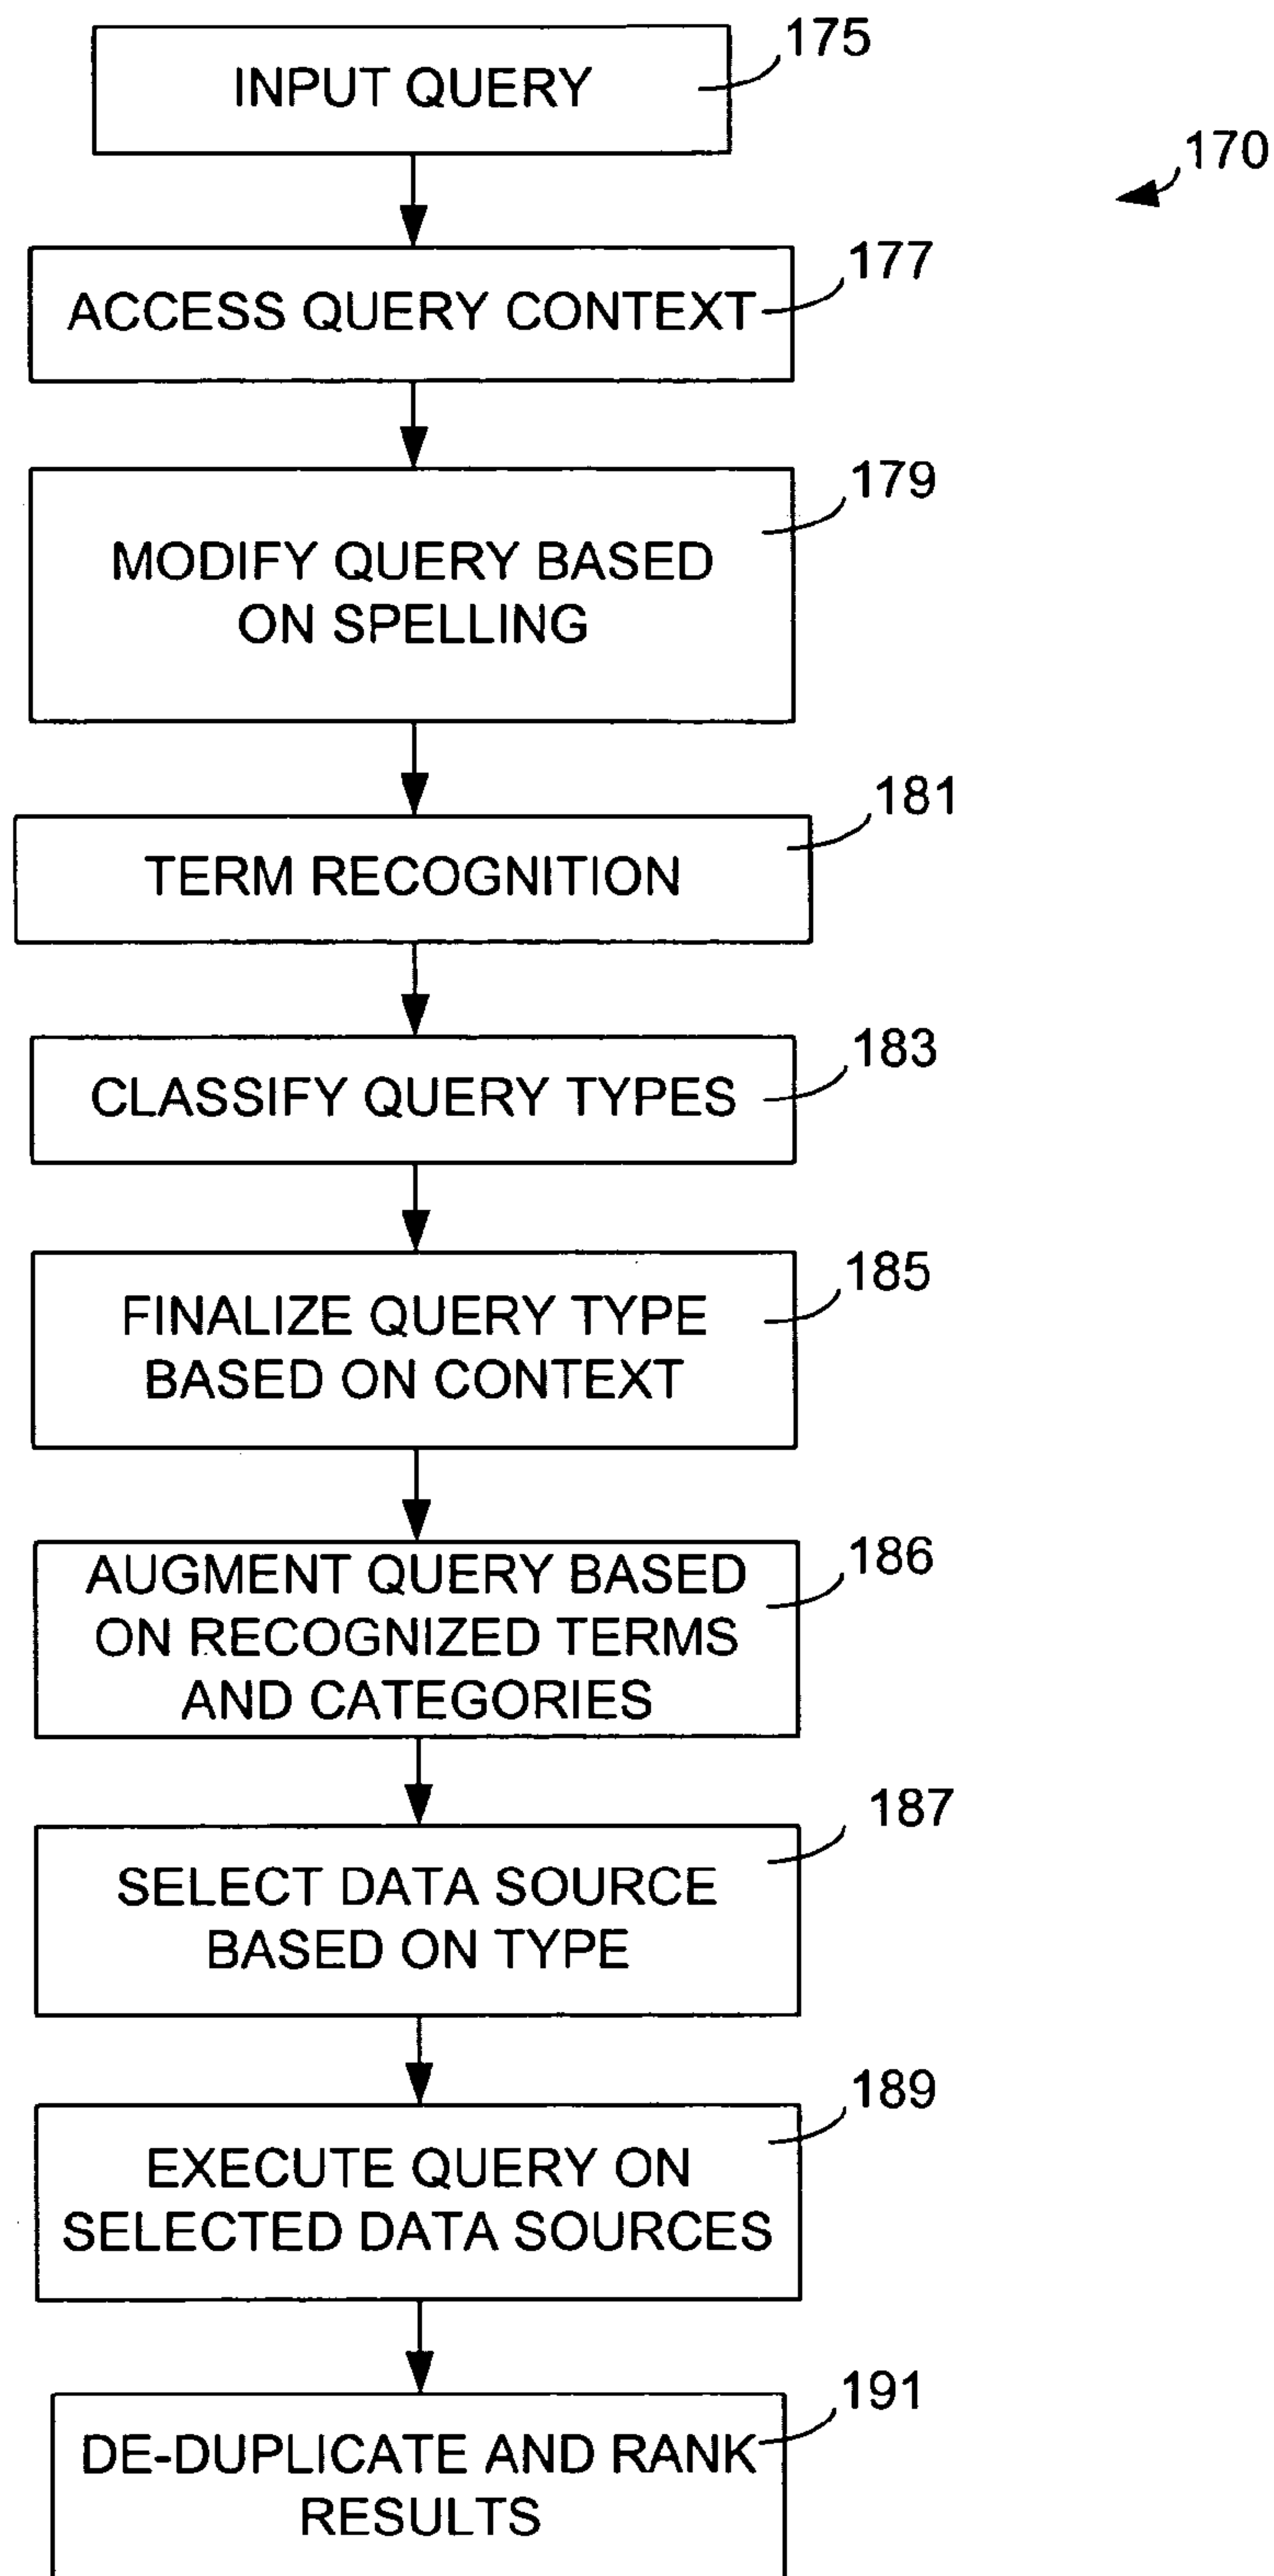 175
INPUT QUERY
170
177
ACCESS QUERY CONTEXT
179
MODIFY QUERY BASED
ON SPELLING
181
TERM RECOGNITION
183
CLASSIFY QUERY TYPES
185
FINALIZE QUERY TYPE
BASED ON CONTEXT
186
AUGMENT QUERY BASED
ON RECOGNIZED TERMS
AND CATEGORIES
187
SELECT DATA SOURCE
BASED ON TYPE
189
EXECUTE QUERY ON
SELECTED DATA SOURCES
191
DE-DUPLICATE AND RANK
RESULTS